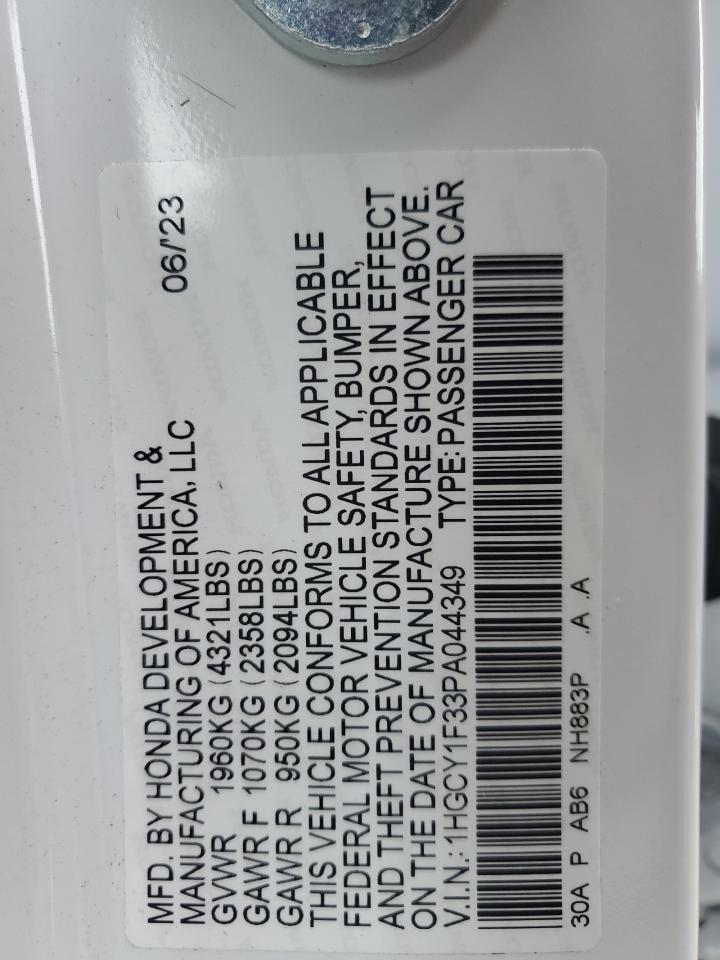 MFD. BY HONDA DEVELOPMENT &
MANUFACTURING OF AMERICA, LLC 06/'23
GVWR 1960KG (4321LBS)
GAWR F 1070KG (2358LBS)
GAWR R 950KG (2094LBS)
THIS VEHICLE CONFORMS TO ALL APPLICABLE
FEDERAL MOTOR VEHICLE SAFETY, BUMPER,
AND THEFT PREVENTION STANDARDS IN EFFECT
ON THE DATE OF MANUFACTURE SHOWN ABOVE.
V.I.N.: 1HGCY1F33PA044349 TYPE: PASSENGER CAR
30A P AB6 NH883P .A .A